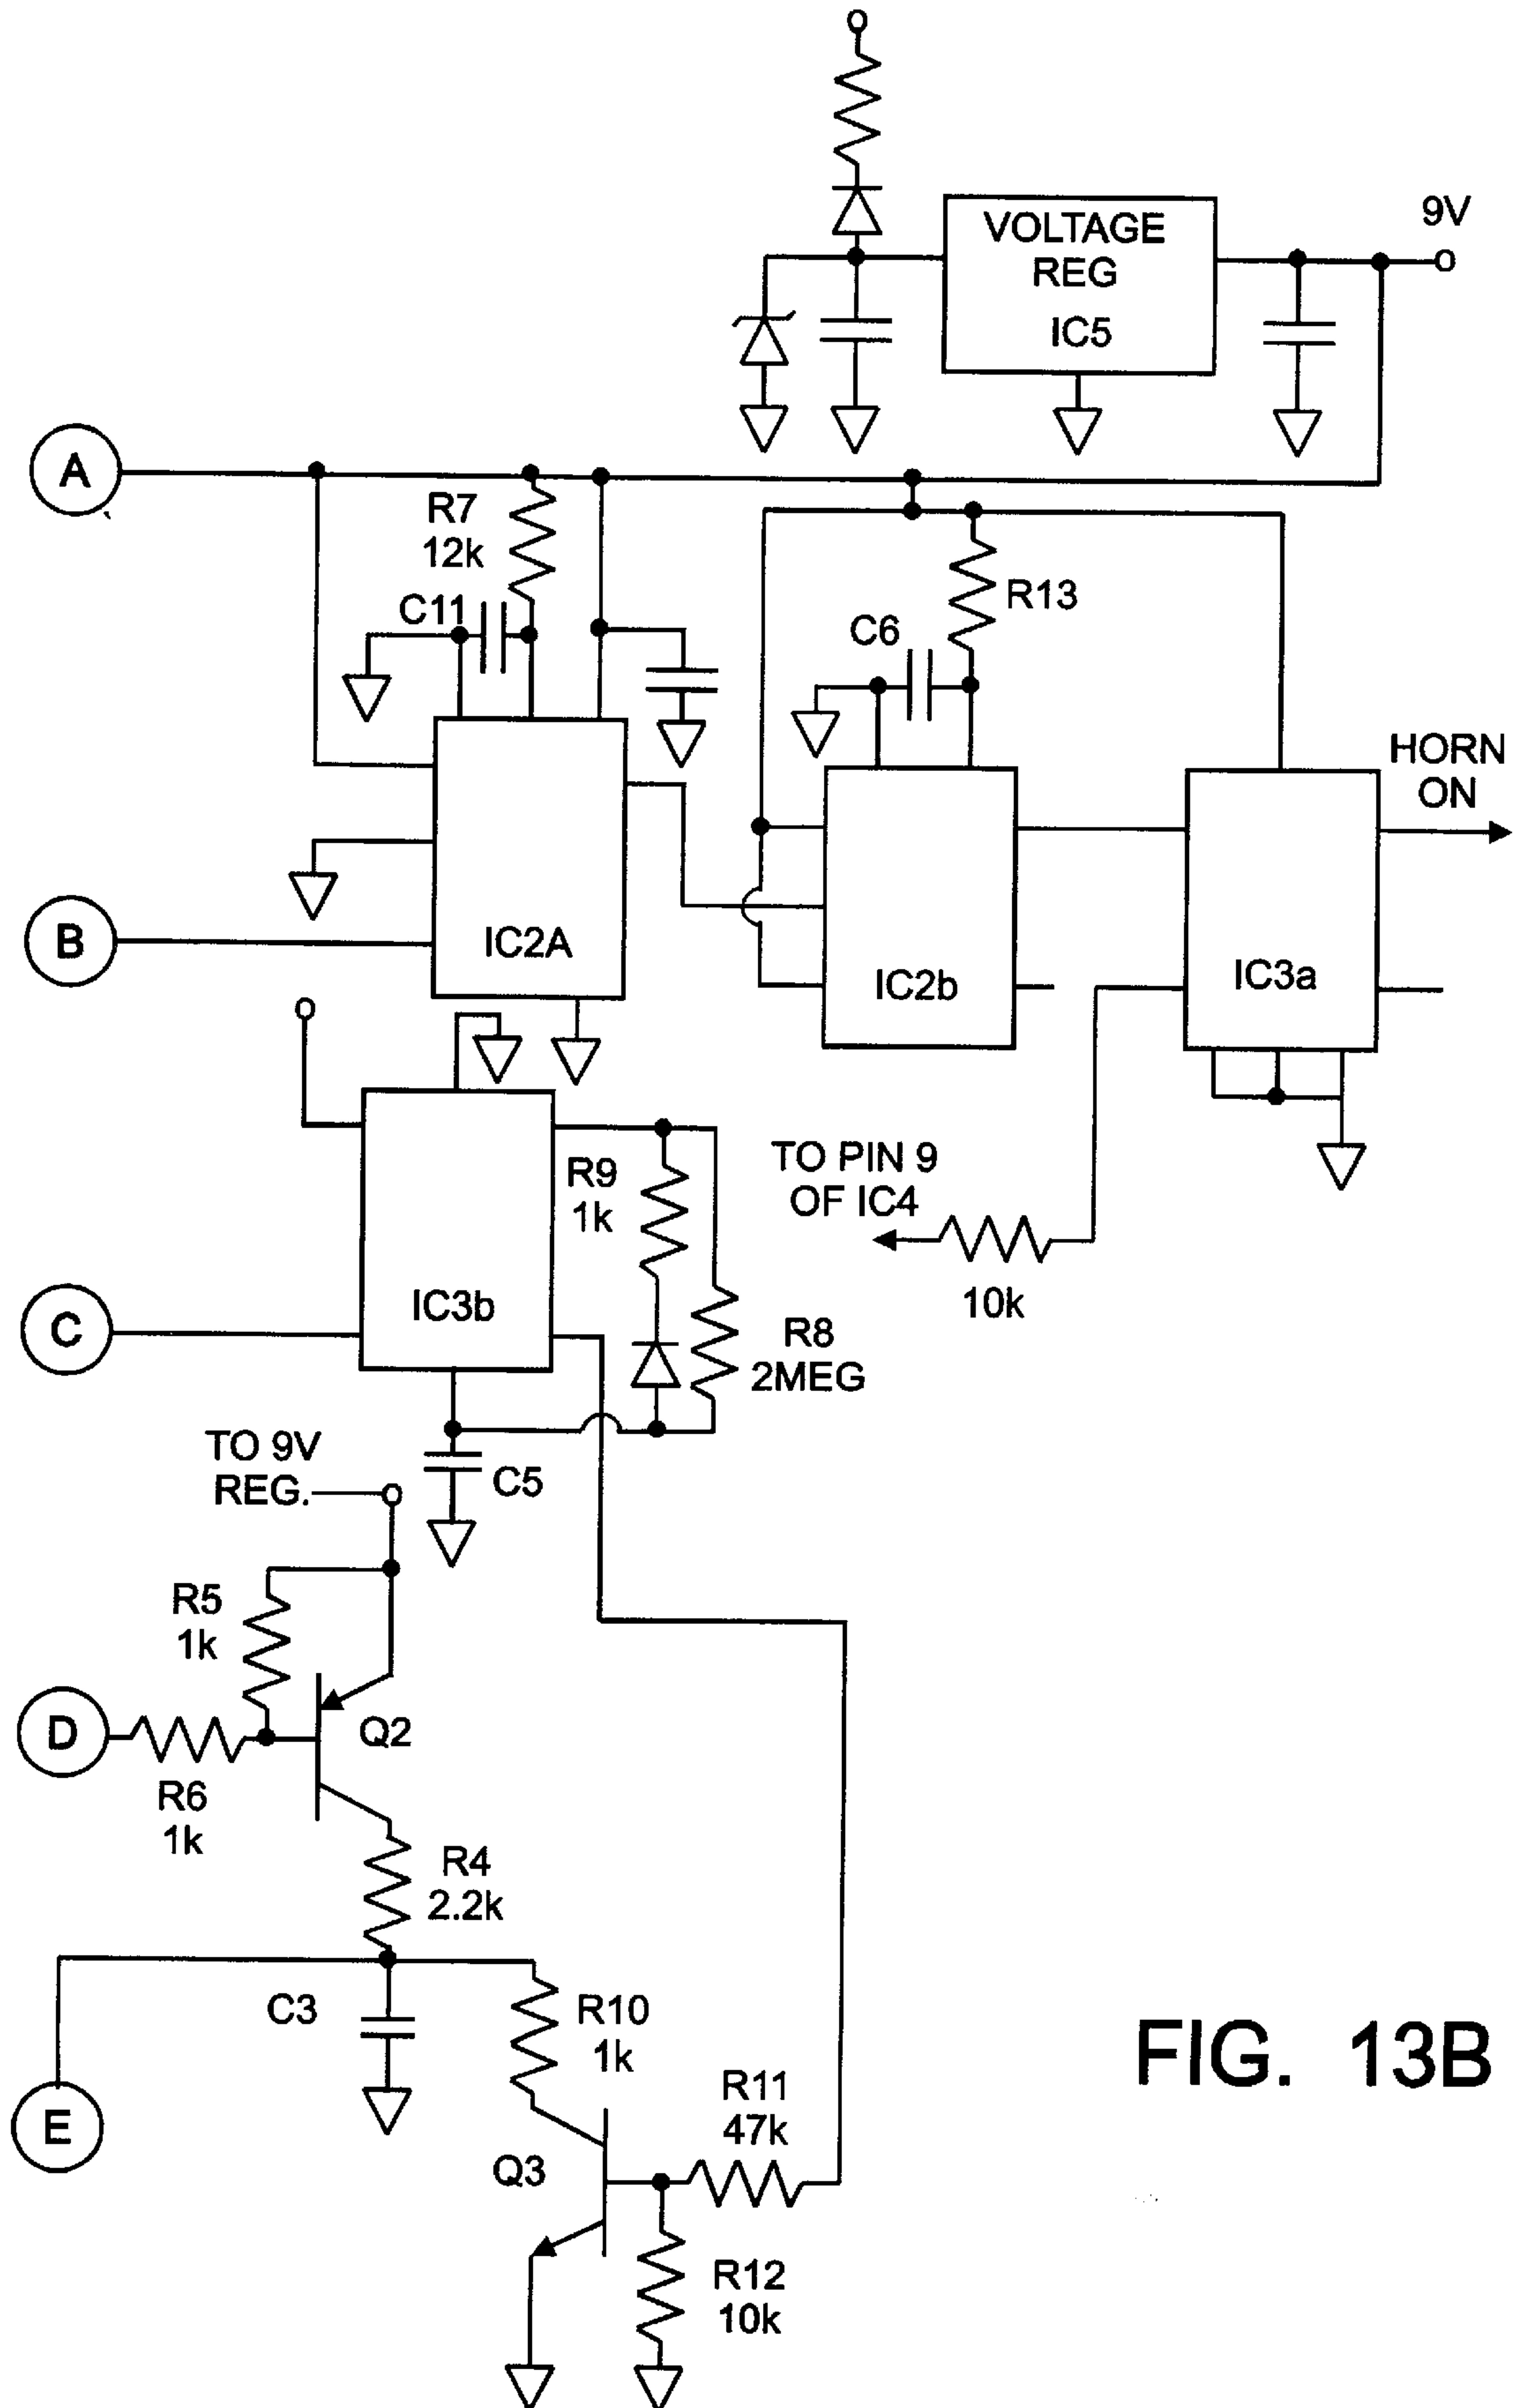 VOLTAGE
REG
IC5
9V
A
R7
12k
C11
R13
C6
HORN
ON
B
IC2A
IC2b
IC3a
R9
1k
TO PIN 9
OF IC4
10k
C
IC3b
R8
2MEG
TO 9V
REG.
C5
R5
1k
D
Q2
R6
1k
R4
2.2k
C3
R10
1k
E
R11
47k
Q3
R12
10k
FIG. 13B